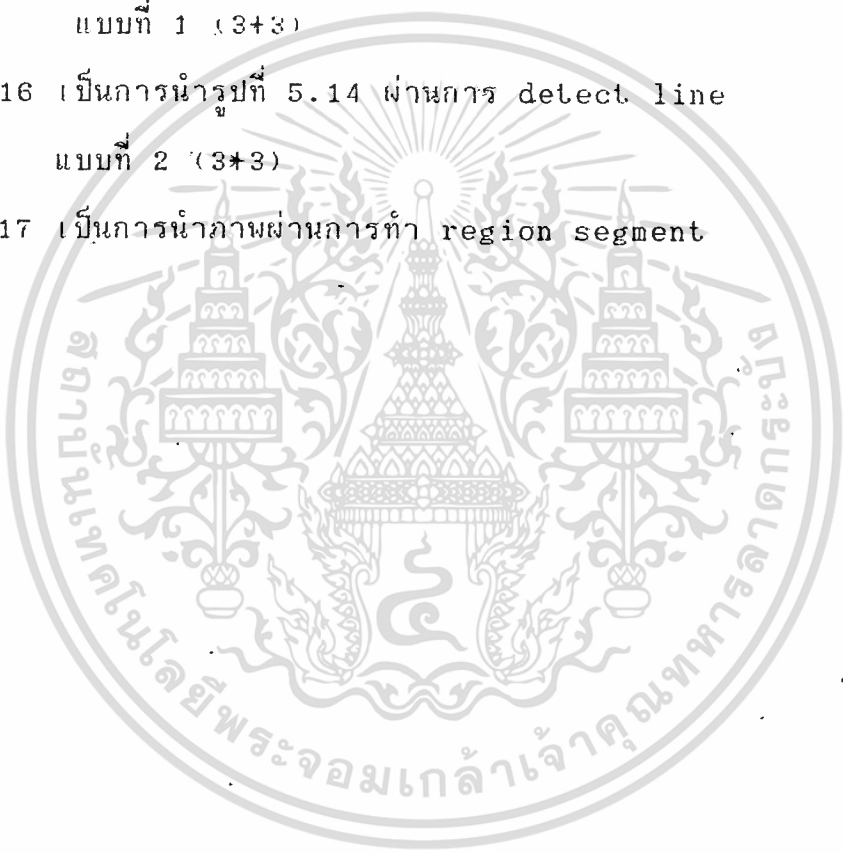 แบบที่ 1 (3+3)
16 เป็นการนำรูปที่ 5.14 ผ่านการ detect line
แบบที่ 2 (3*3)
17 เป็นการนำภาพผ่านการทำ region segment
สถาบันเทคโนโลยีพระจอมเกล้าเจ้าคุณทหารลาดกระบัง